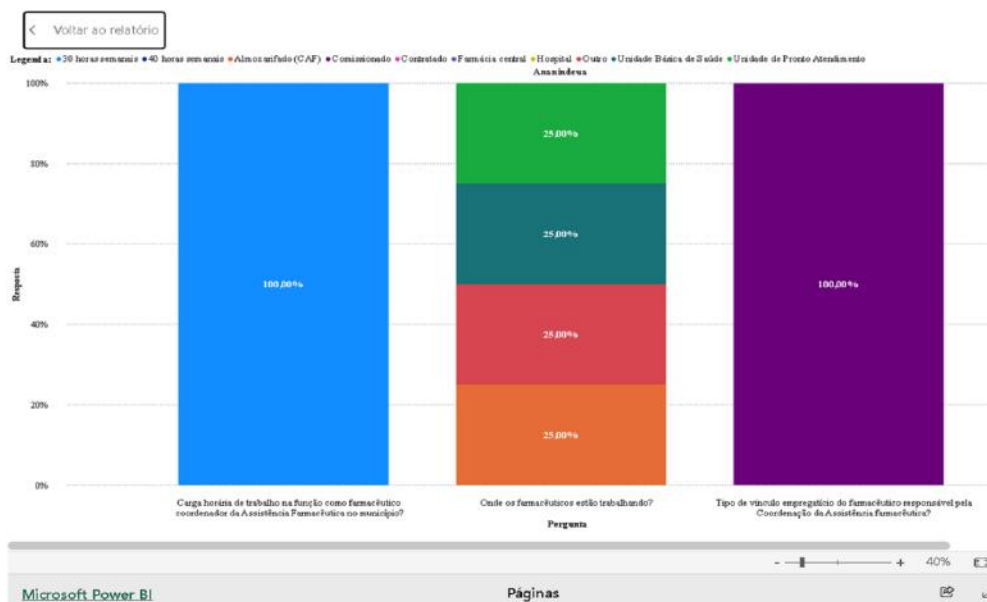 Voltar ao relatório
Legenda: 30 horas semanais 40 horas semanais Almoxarifado (CAF) Comissionado Contratado Farmácia central Hospital Outro Unidade Básica de Saúde Unidade de Pronto Atendimento
Ananindeua
100%
80%
60%
40%
20%
0%
Resposta
100,00%
25,00%
25,00%
25,00%
25,00%
100,00%
Carga horária de trabalho na função como farmacêutico
coordenador da Assistência Farmacêutica no município?
Onde os farmacêuticos estão trabalhando?
Tipo de vínculo empregatício do farmacêutico responsável pela
Coordenação da Assistência farmacêutica?
Pergunta
- + 40%
Microsoft Power BI
Páginas